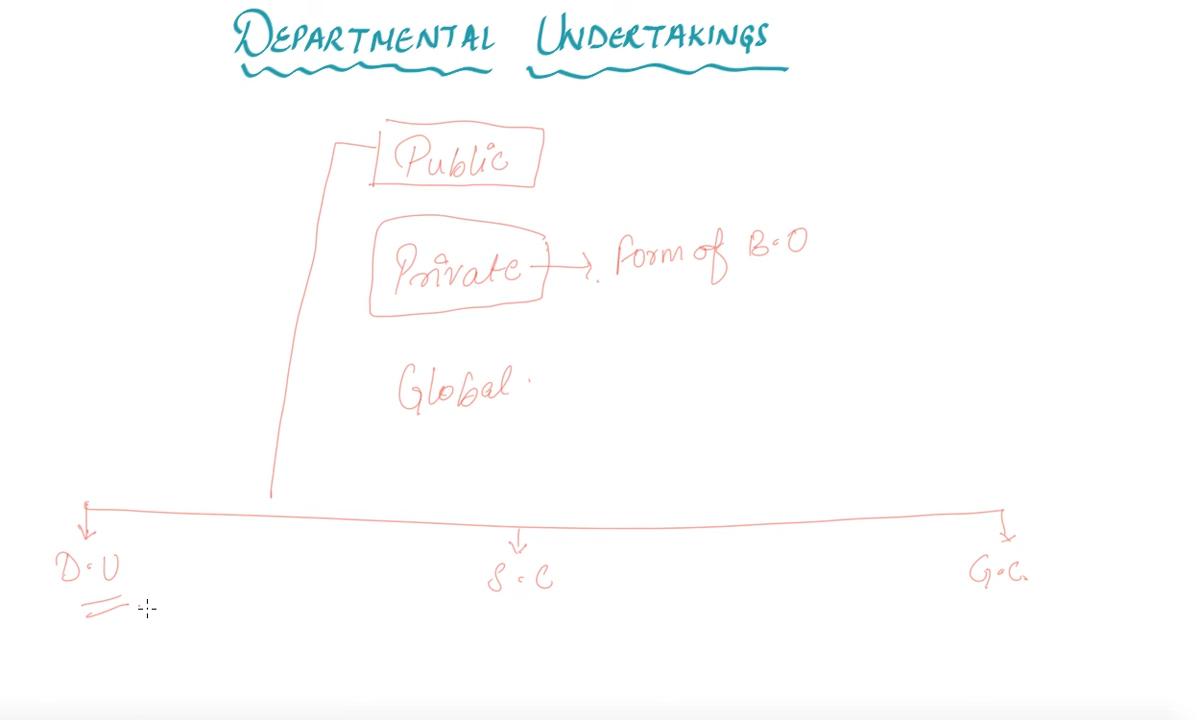 DEPARTMENTAL UNDERTAKINGS
Public
Private → Form of B.O
Global.
D.U S.C G.C.